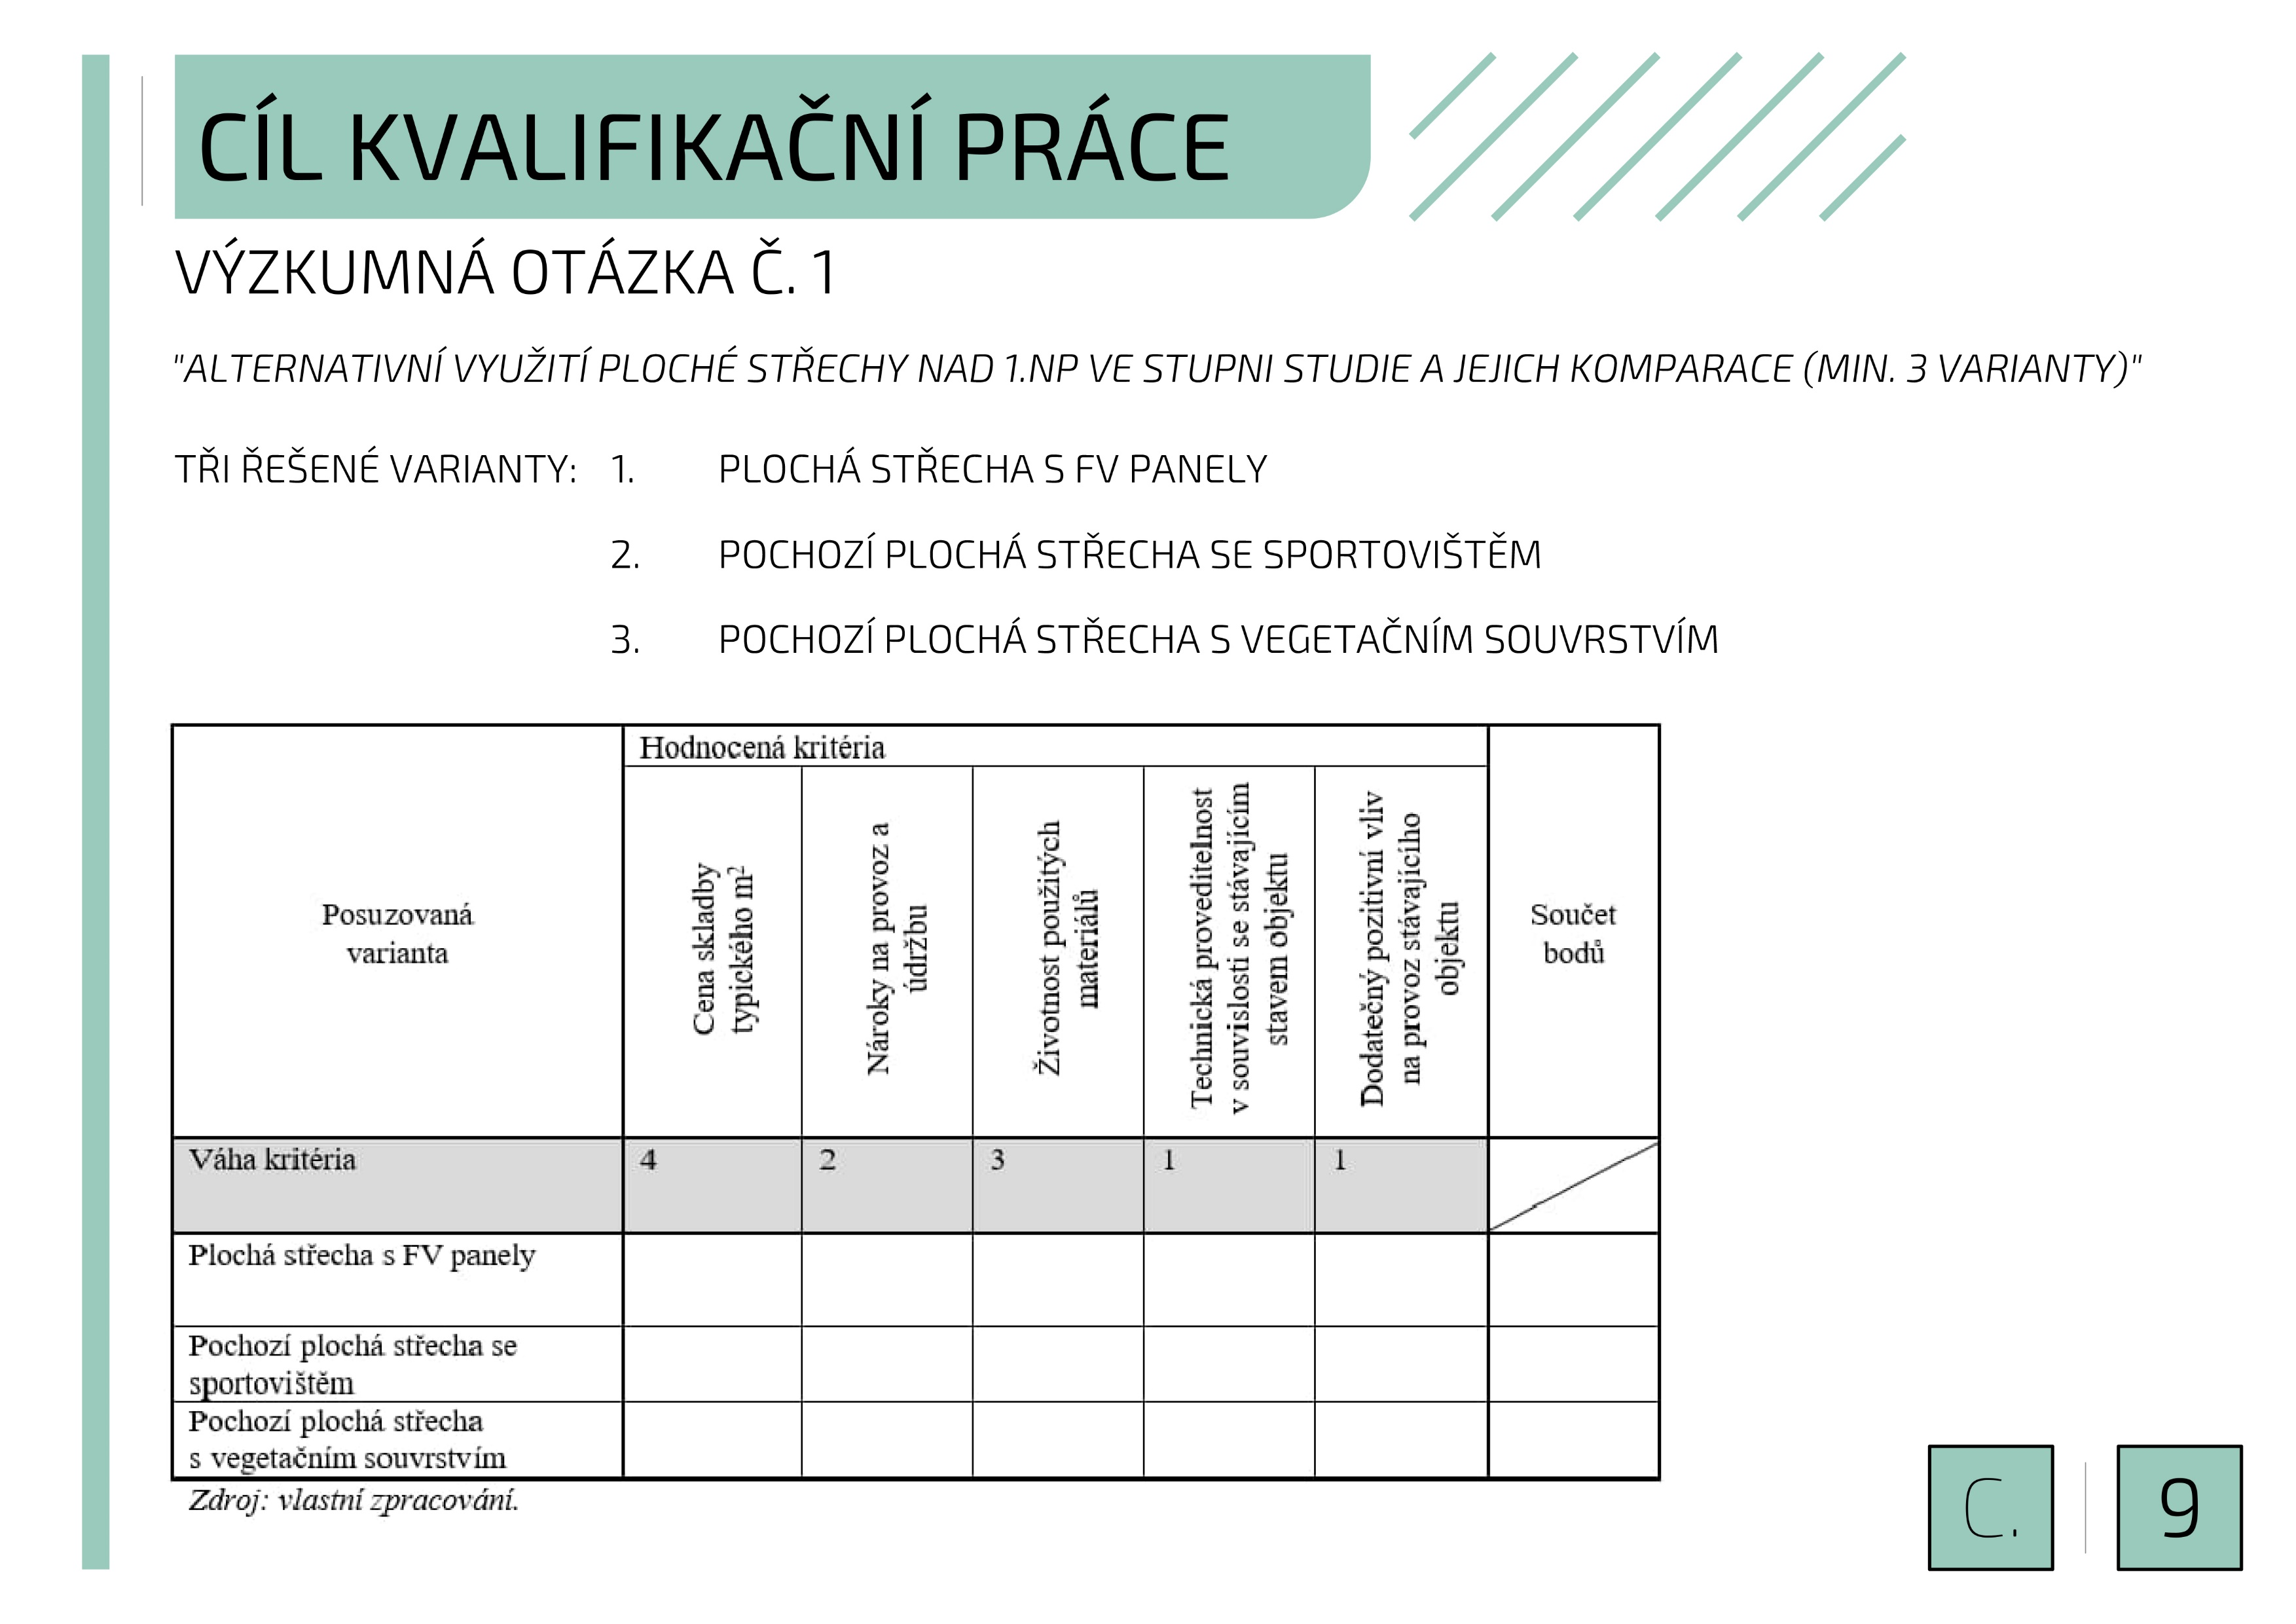 CÍL KVALIFIKAČNÍ PRÁCE
VÝZKUMNÁ OTÁZKA Č. 1
"ALTERNATIVNÍ VYUŽITÍ PLOCHÉ STŘECHY NAD 1.NP VE STUPNI STUDIE A JEJICH KOMPARACE (MIN. 3 VARIANTY)"
TŘI ŘEŠENÉ VARIANTY: 1. PLOCHÁ STŘECHA S FV PANELY
2. POCHOZÍ PLOCHÁ STŘECHA SE SPORTOVIŠTĚM
3. POCHOZÍ PLOCHÁ STŘECHA S VEGETAČNÍM SOUVRSTVÍM
Posuzovaná
varianta
Hodnocená kritéria
Cena skladby
typického m²
Nároky na provoz a
údržbu
Životnost použitých
materiálů
Technická proveditelnost
v souvislosti se stávajícím
stavem objektu
Dodatečný pozitivní vliv
na provoz stávajícího
objektu
Součet
bodů
Váha kritéria 4 2 3 1 1
Plochá střecha s FV panely
Pochozí plochá střecha se
sportovištěm
Pochozí plochá střecha
s vegetačním souvrstvím
Zdroj: vlastní zpracování.
C. 9